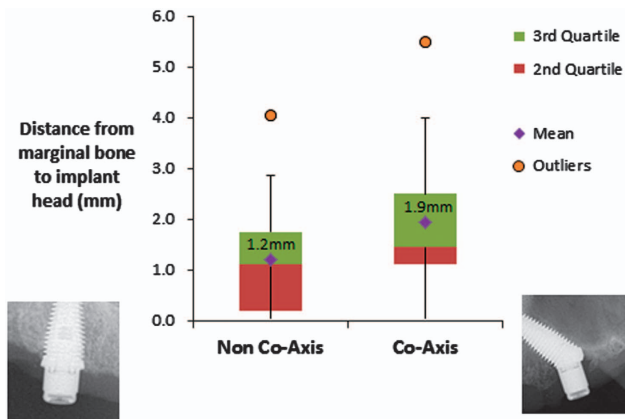 6.0
5.0
4.0
3.0
2.0
1.0
0.0
Distance from
marginal bone
to implant
head (mm)
1.2mm
1.9mm
Non Co-Axis
Co-Axis
3rd Quartile
2nd Quartile
Mean
Outliers